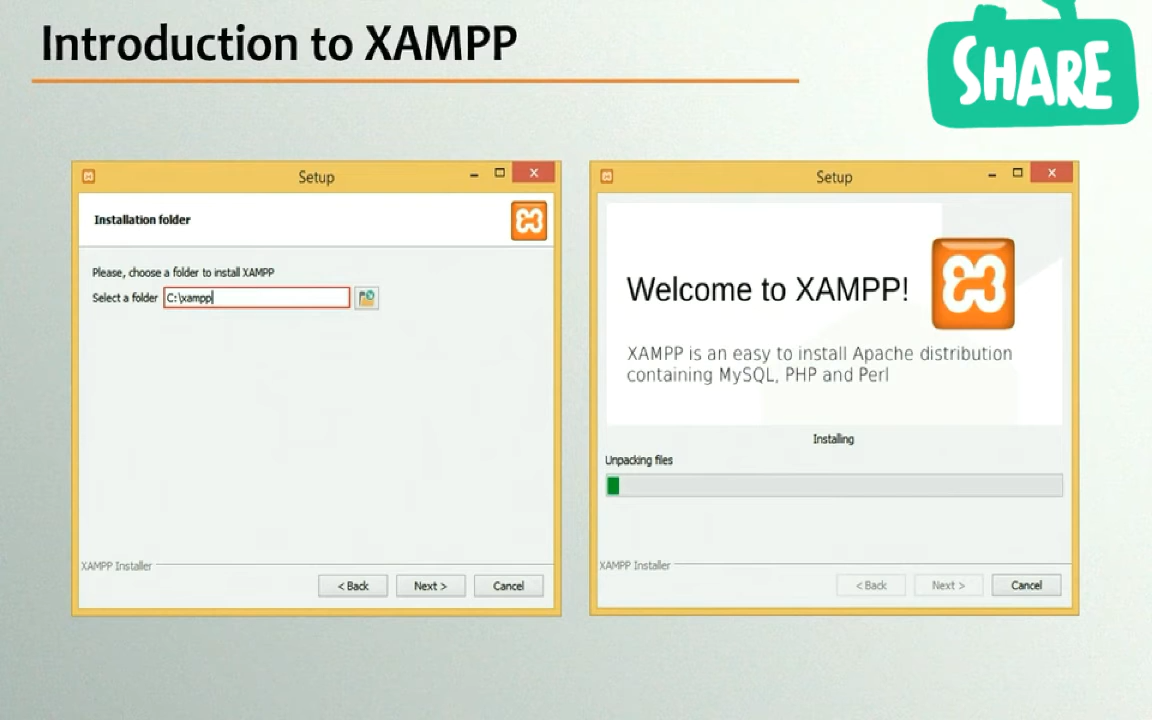 Introduction to XAMPP
SHARE
Setup
Installation folder
Please, choose a folder to install XAMPP
Select a folder C:\xampp
XAMPP Installer
< Back Next > Cancel
Setup
Welcome to XAMPP!
XAMPP is an easy to install Apache distribution
containing MySQL, PHP and Perl
Installing
Unpacking files
XAMPP Installer
< Back Next > Cancel